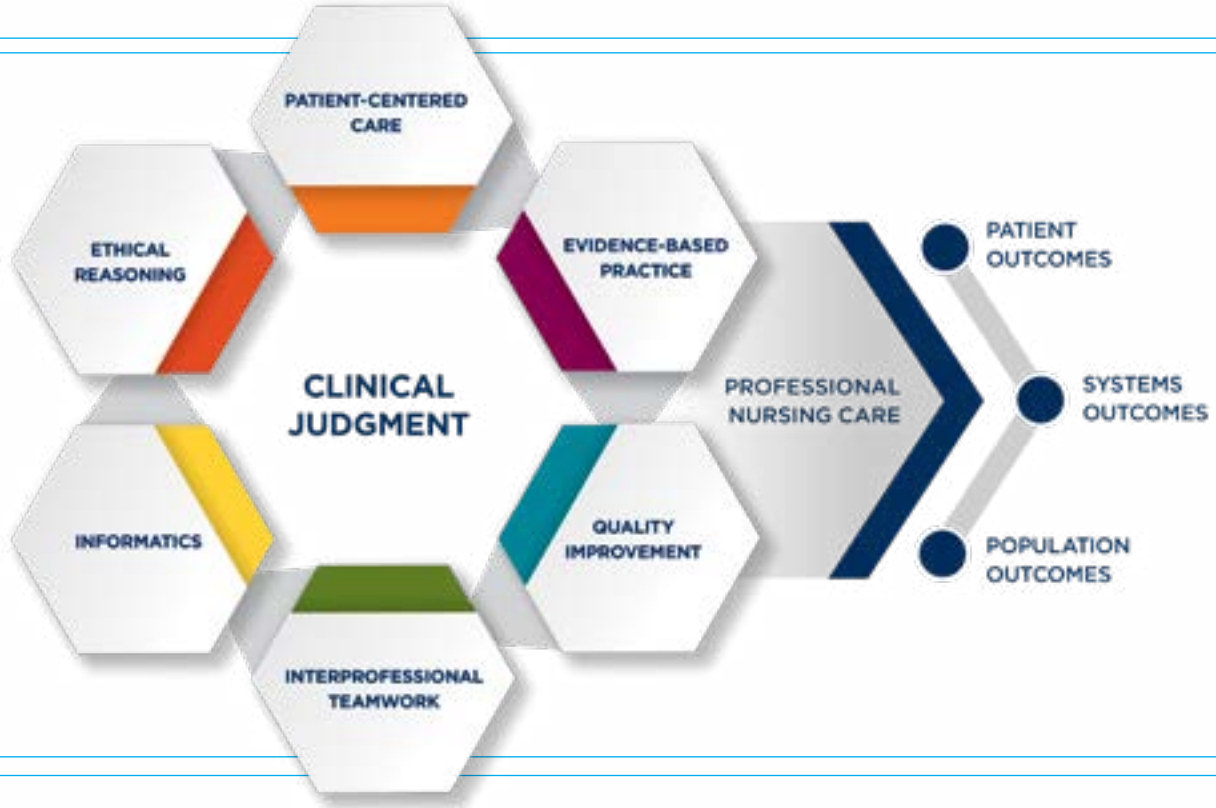 PATIENT-CENTERED
CARE
ETHICAL
REASONING
EVIDENCE-BASED
PRACTICE
CLINICAL
JUDGMENT
INFORMATICS
QUALITY
IMPROVEMENT
INTERPROFESSIONAL
TEAMWORK
PROFESSIONAL
NURSING CARE
PATIENT
OUTCOMES
SYSTEMS
OUTCOMES
POPULATION
OUTCOMES